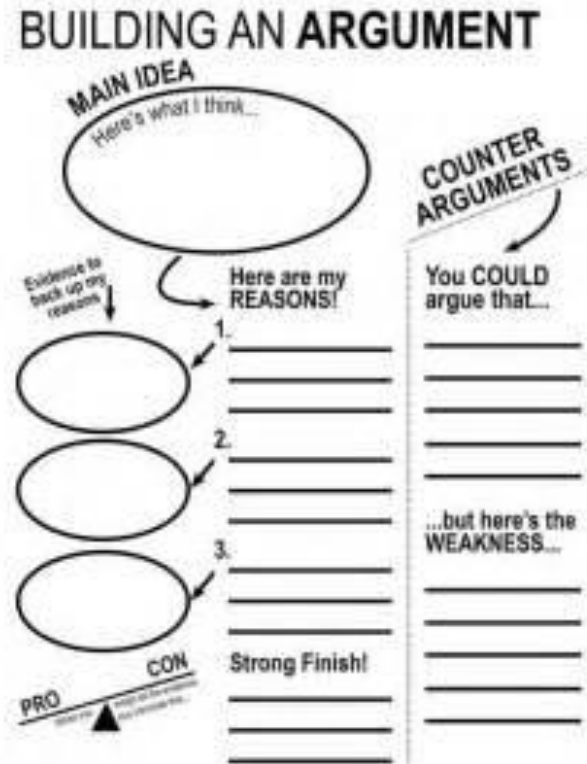 BUILDING AN ARGUMENT
MAIN IDEA
Here's what I think...
Evidence to
back up my
reasons
Here are my
REASONS!
1.
2.
3.
Strong Finish!
PRO
CON
COUNTER
ARGUMENTS
You COULD
argue that...
...but here's the
WEAKNESS...